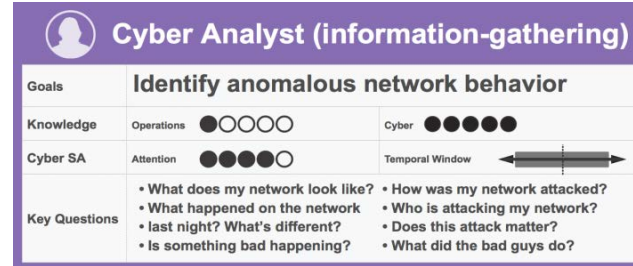 Cyber Analyst (information-gathering)
Goals
Identify anomalous network behavior
Knowledge
Operations
Cyber
Cyber SA
Attention
Temporal Window
Key Questions
• What does my network look like?
• What happened on the network
• last night? What's different?
• Is something bad happening?
• How was my network attacked?
• Who is attacking my network?
• Does this attack matter?
• What did the bad guys do?